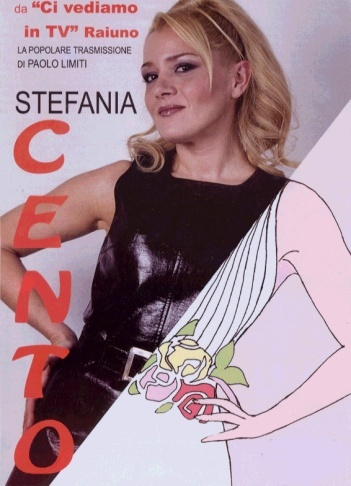 da "Ci vediamo
in TV" Raiuno
LA POPOLARE TRASMISSIONE
DI PAOLO LIMITI
STEFANIA
CENTO